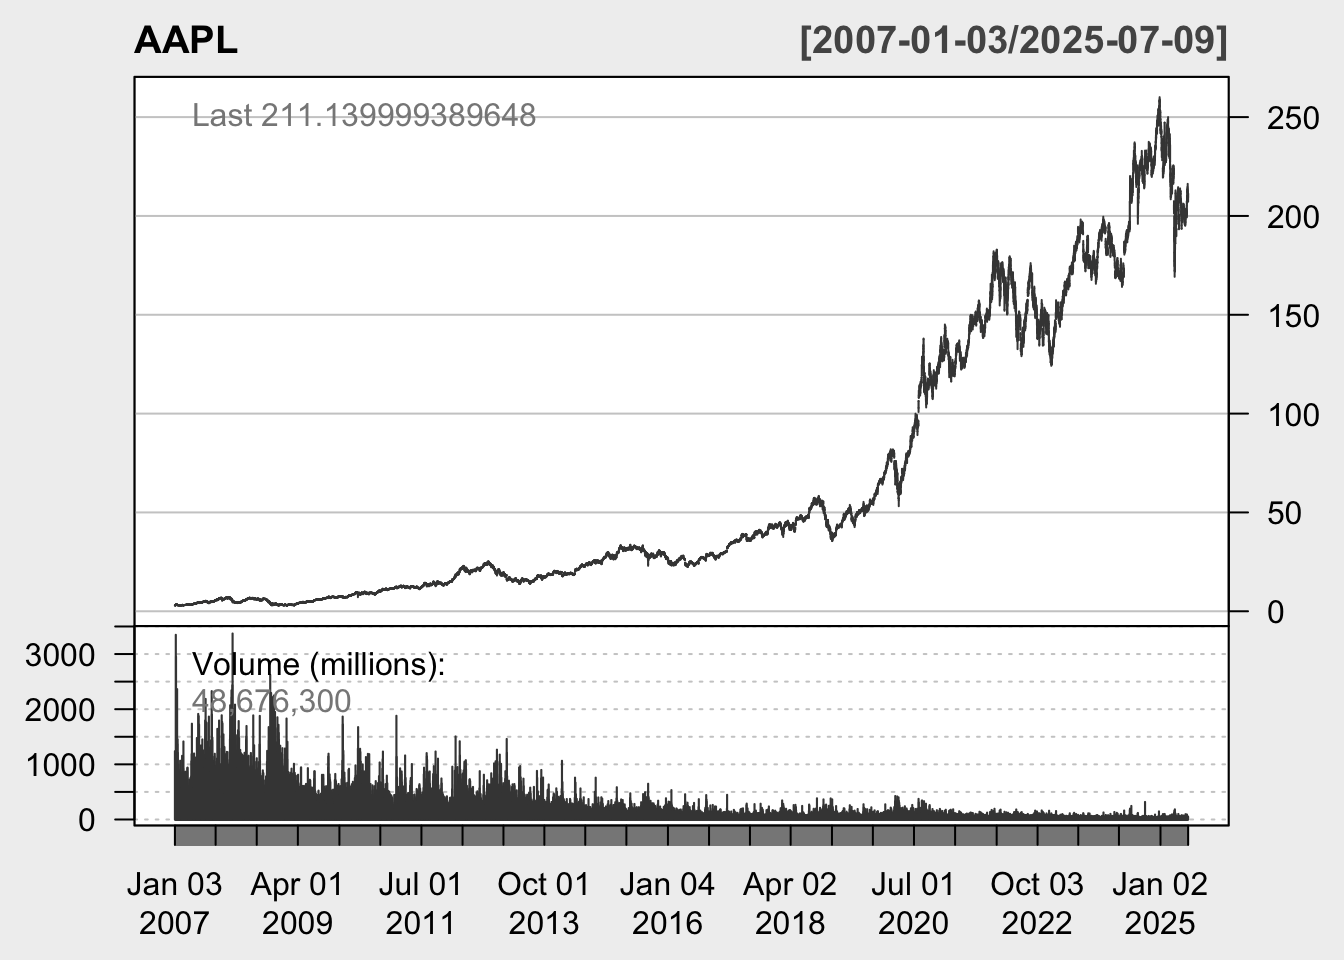 AAPL [2007-01-03/2025-07-09]
Last 211.139999389648
250
200
150
100
50
0
Volume (millions):
48,676,300
3000
2000
1000
0
Jan 03 Apr 01 Jul 01 Oct 01 Jan 04 Apr 02 Jul 01 Oct 03 Jan 02
2007 2009 2011 2013 2016 2018 2020 2022 2025